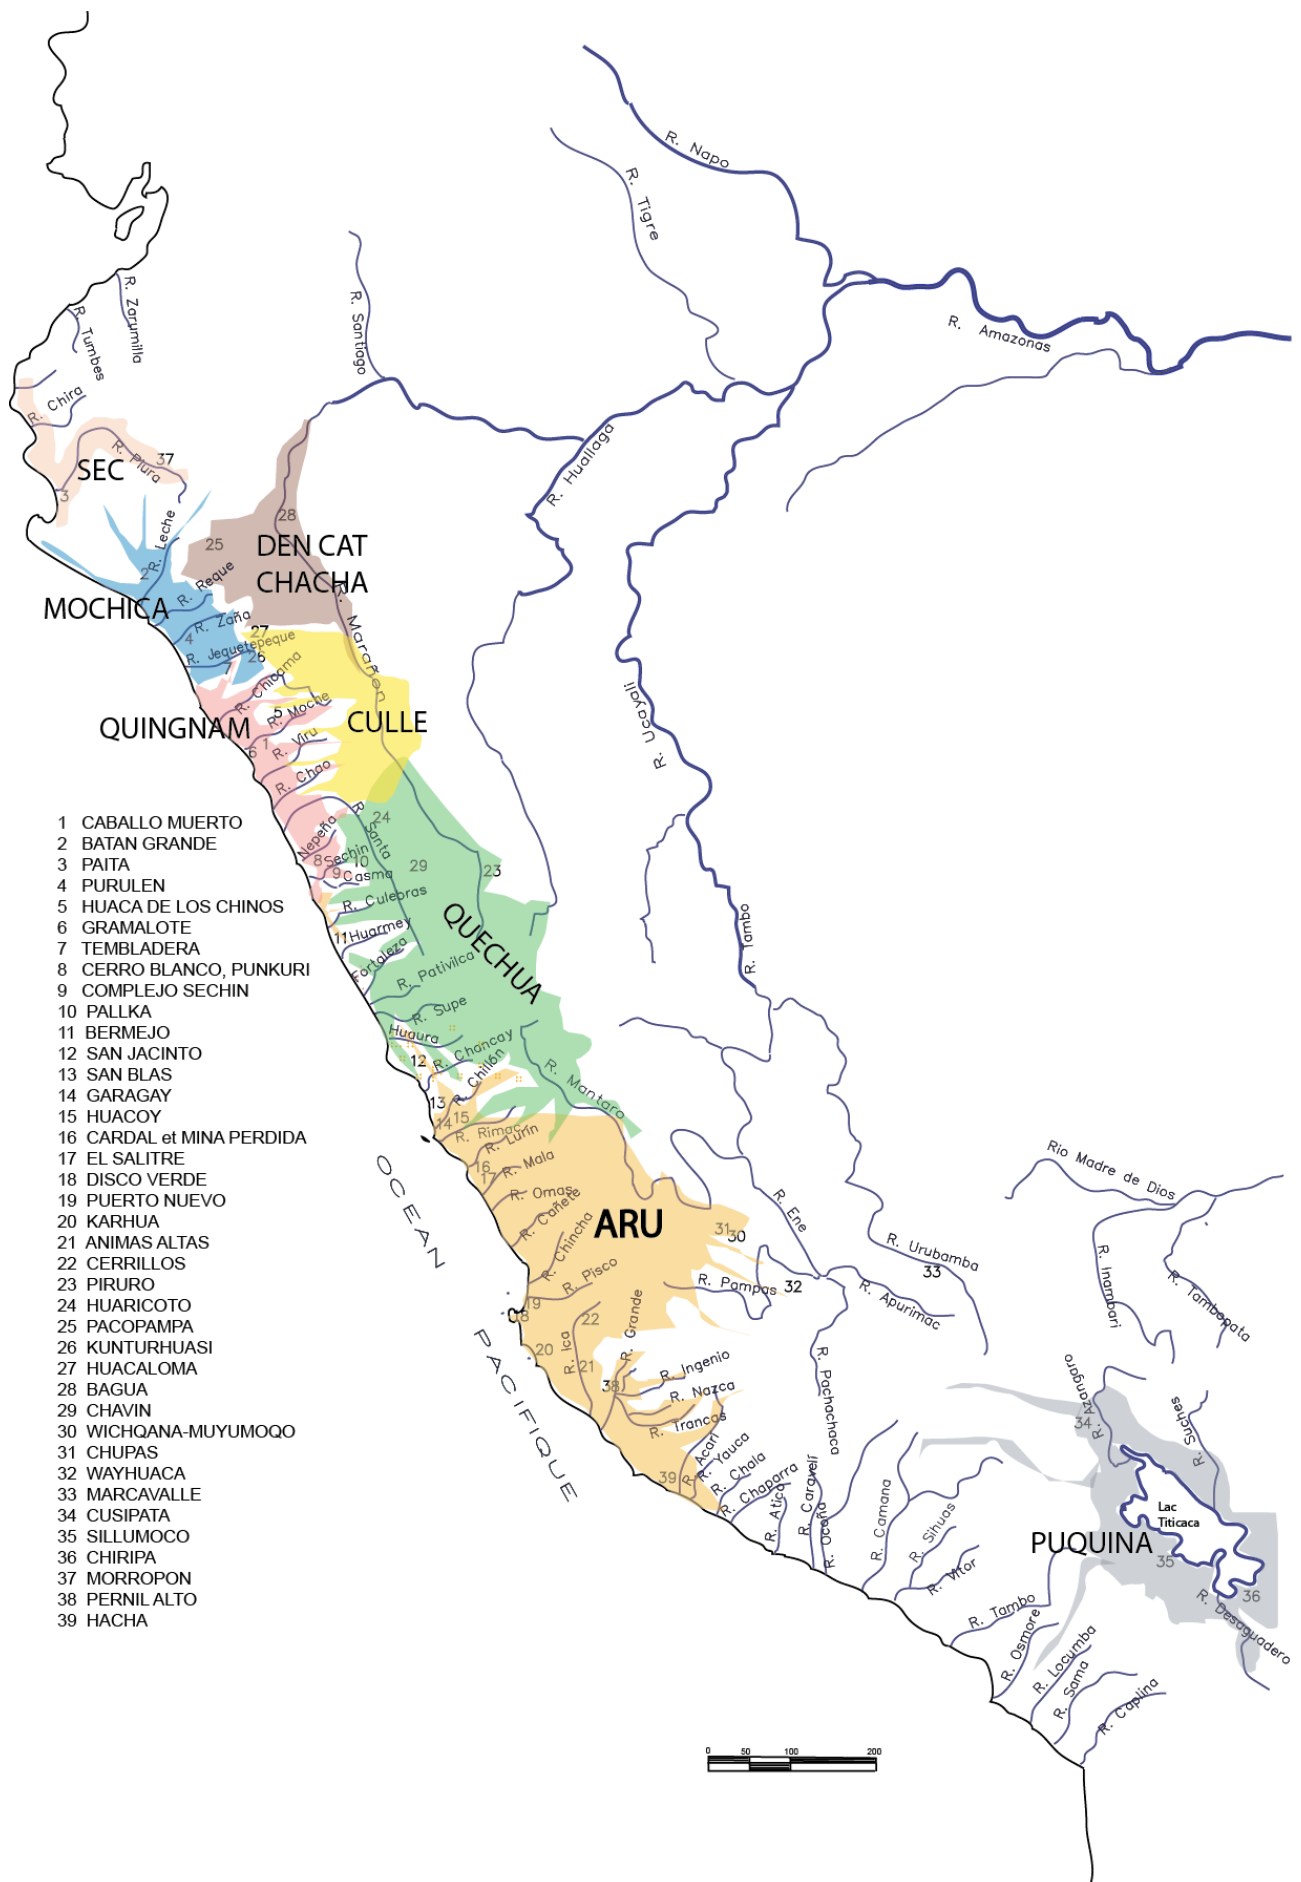 R. Napo
R. Tigre
R. Santiago
R. Zarumilla
R. Tumbes
R. Amazonas
R. Chira
R. Piura
37
SEC
3
R. Huallaga
28
25
DEN CAT
CHACHA
R. Leche
2
R. Reque
MOCHICA
R. Zaña
4
27
R. Jequetepeque
26
7
R. Marañon
R. Chicama
5
R. Moche
QUINGNAM
CULLE
R. Ucayali
6
1
R. Viru
R. Chao
R. Santa
24
Nepeña
8
Sechin
10
9
Casma
29
23
R. Culebras
QUECHUA
11
Huarmey
Fortaleza
R. Pativilca
R. Tambo
R. Supe
Huaura
12
R. Chancay
R. Chillón
R. Mantaro
13
14
15
R. Rimac
R. Lurín
16
17
R. Mala
R. Omas
R. Cañete
R. Chincha
R. Pisco
ARU
31
30
R. Ene
R. Pampas
32
R. Urubamba
33
R. Apurimac
Rio Madre de Dios
R. Inambari
R. Tambopata
19
18
20
R. Ica
22
21
R. Grande
38
R. Ingenio
R. Nazca
R. Trancas
R. Pachachaca
R. Azangaro
34
R. Suches
39
R. Acarí
R. Yauca
R. Chala
R. Chaparra
R. Atico
R. Caravelí
R. Ocoña
R. Camana
R. Sihuas
R. Vitor
Lac
Titicaca
PUQUINA
35
36
R. Desaguadero
R. Tambo
R. Osmore
R. Locumba
R. Sama
R. Caplina
OCEAN PACIFIQUE
1 CABALLO MUERTO
2 BATAN GRANDE
3 PAITA
4 PURULEN
5 HUACA DE LOS CHINOS
6 GRAMALOTE
7 TEMBLADERA
8 CERRO BLANCO, PUNKURI
9 COMPLEJO SECHIN
10 PALLKA
11 BERMEJO
12 SAN JACINTO
13 SAN BLAS
14 GARAGAY
15 HUACOY
16 CARDAL et MINA PERDIDA
17 EL SALITRE
18 DISCO VERDE
19 PUERTO NUEVO
20 KARHUA
21 ANIMAS ALTAS
22 CERRILLOS
23 PIRURO
24 HUARICOTO
25 PACOPAMPA
26 KUNTURHUASI
27 HUACALOMA
28 BAGUA
29 CHAVIN
30 WICHQANA-MUYUMOQO
31 CHUPAS
32 WAYHUACA
33 MARCAVALLE
34 CUSIPATA
35 SILLUMOCO
36 CHIRIPA
37 MORROPON
38 PERNIL ALTO
39 HACHA
0 50 100 200